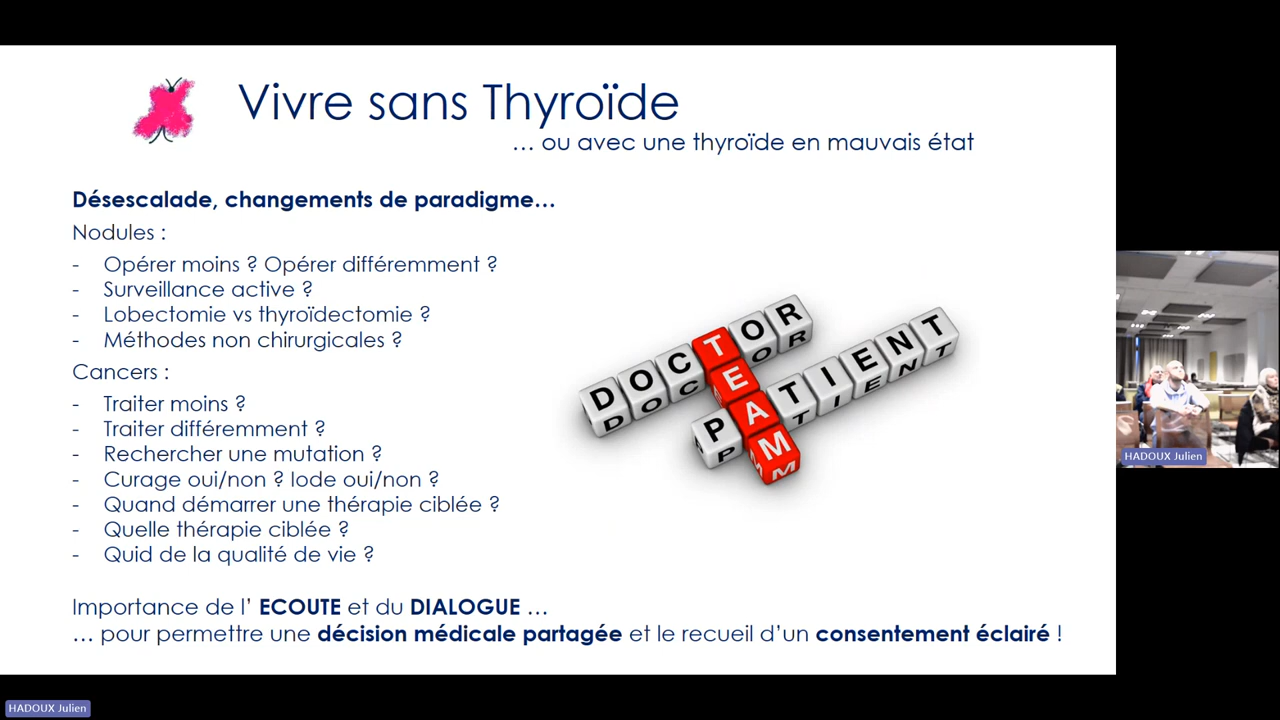 Vivre sans Thyroïde
… ou avec une thyroïde en mauvais état
Désescalade, changements de paradigme…
Nodules :
- Opérer moins ? Opérer différemment ?
- Surveillance active ?
- Lobectomie vs thyroïdectomie ?
- Méthodes non chirurgicales ?
Cancers :
- Traiter moins ?
- Traiter différemment ?
- Rechercher une mutation ?
- Curage oui/non ? Iode oui/non ?
- Quand démarrer une thérapie ciblée ?
- Quelle thérapie ciblée ?
- Quid de la qualité de vie ?
DOCTOR
TEAM
PATIENT
Importance de l' ECOUTE et du DIALOGUE …
… pour permettre une décision médicale partagée et le recueil d'un consentement éclairé !
HADOUX Julien
HADOUX Julien